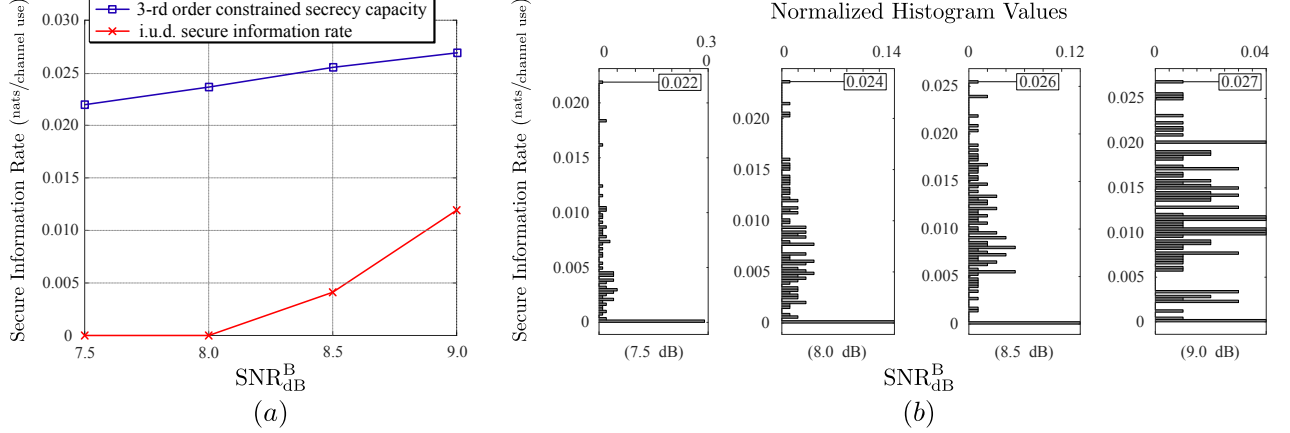 3-rd order constrained secrecy capacity
i.u.d. secure information rate
Secure Information Rate (nats/channel use)
0.030
0.025
0.020
0.015
0.010
0.005
0
7.5 8.0 8.5 9.0
SNR^B_dB
(a)
Normalized Histogram Values
Secure Information Rate (nats/channel use)
0 0.3
0
0.022
0.020
0.015
0.010
0.005
0
(7.5 dB)
0 0.14
0.024
0.020
0.015
0.010
0.005
0
(8.0 dB)
0 0.12
0.026
0.025
0.020
0.015
0.010
0.005
0
(8.5 dB)
0 0.04
0.027
0.025
0.020
0.015
0.010
0.005
0
(9.0 dB)
SNR^B_dB
(b)